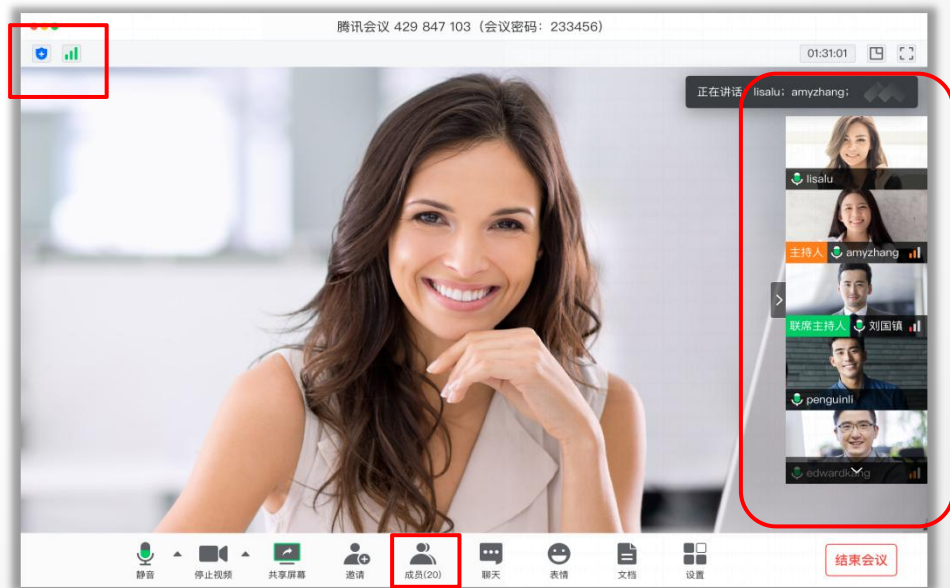 腾讯会议 429 847 103（会议密码：233456）
01:31:01
正在讲话：lisalu；amyzhang；
lisalu
主持人 amyzhang
联席主持人 刘国镇
penguinli
edwardkang
静音 停止视频 共享屏幕 邀请 成员(20) 聊天 表情 文档 设置 结束会议